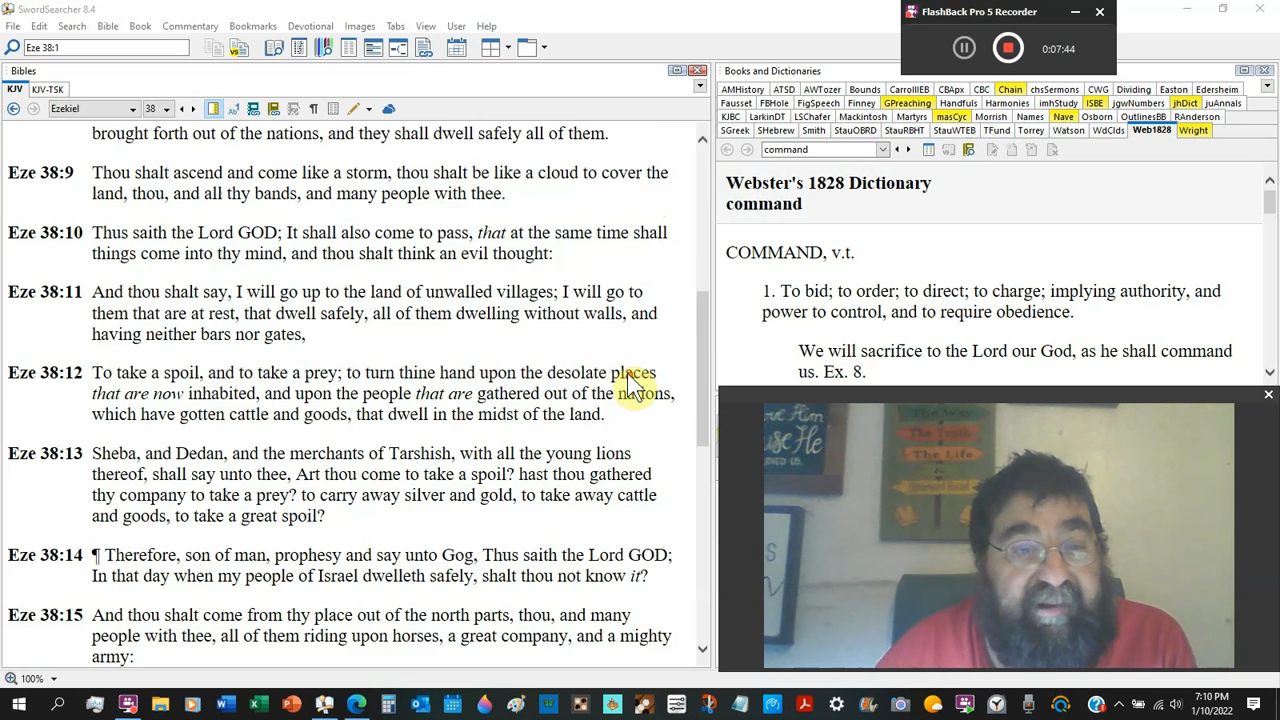 SwordSearcher 8.4
File Edit Search Bible Book Commentary Bookmarks Devotional Images Tabs View User Help
Eze 38:1
FlashBack Pro 5 Recorder
0:07:44
Bibles
KJV KJV-TSK
Ezekiel 38
brought forth out of the nations, and they shall dwell safely all of them.
Eze 38:9 Thou shalt ascend and come like a storm, thou shalt be like a cloud to cover the
land, thou, and all thy bands, and many people with thee.
Eze 38:10 Thus saith the Lord GOD; It shall also come to pass, that at the same time shall
things come into thy mind, and thou shalt think an evil thought:
Eze 38:11 And thou shalt say, I will go up to the land of unwalled villages; I will go to
them that are at rest, that dwell safely, all of them dwelling without walls, and
having neither bars nor gates,
Eze 38:12 To take a spoil, and to take a prey; to turn thine hand upon the desolate places
that are now inhabited, and upon the people that are gathered out of the nations,
which have gotten cattle and goods, that dwell in the midst of the land.
Eze 38:13 Sheba, and Dedan, and the merchants of Tarshish, with all the young lions
thereof, shall say unto thee, Art thou come to take a spoil? hast thou gathered
thy company to take a prey? to carry away silver and gold, to take away cattle
and goods, to take a great spoil?
Eze 38:14 ¶ Therefore, son of man, prophesy and say unto Gog, Thus saith the Lord GOD;
In that day when my people of Israel dwelleth safely, shalt thou not know it?
Eze 38:15 And thou shalt come from thy place out of the north parts, thou, and many
people with thee, all of them riding upon horses, a great company, and a mighty
army:
100%
Books and Dictionaries
AMHistory ATSD AWTozer Bounds CarrollEB CBApx CBC Chain chsSermons CWG Dividing Easton Edersheim
Fausset FBHole FigSpeech Finney GPreaching Handfuls Harmonies imhStudy ISBE jgwNumbers jhDict juAnnals
KJBC LarkinDT LSChafer Mackintosh Martyrs masCyc Morrish Names Nave Osborn OutlinesBB RAnderson
SGreek SHebrew Smith StauOBRD StauRBHT StauWTEB TFund Torrey Watson WdClds Web1828 Wright
command
Webster's 1828 Dictionary
command
COMMAND, v.t.
1. To bid; to order; to direct; to charge; implying authority, and
power to control, and to require obedience.
We will sacrifice to the Lord our God, as he shall command
us. Ex. 8.
The Way
The Truth
The Life
7:10 PM
1/10/2022